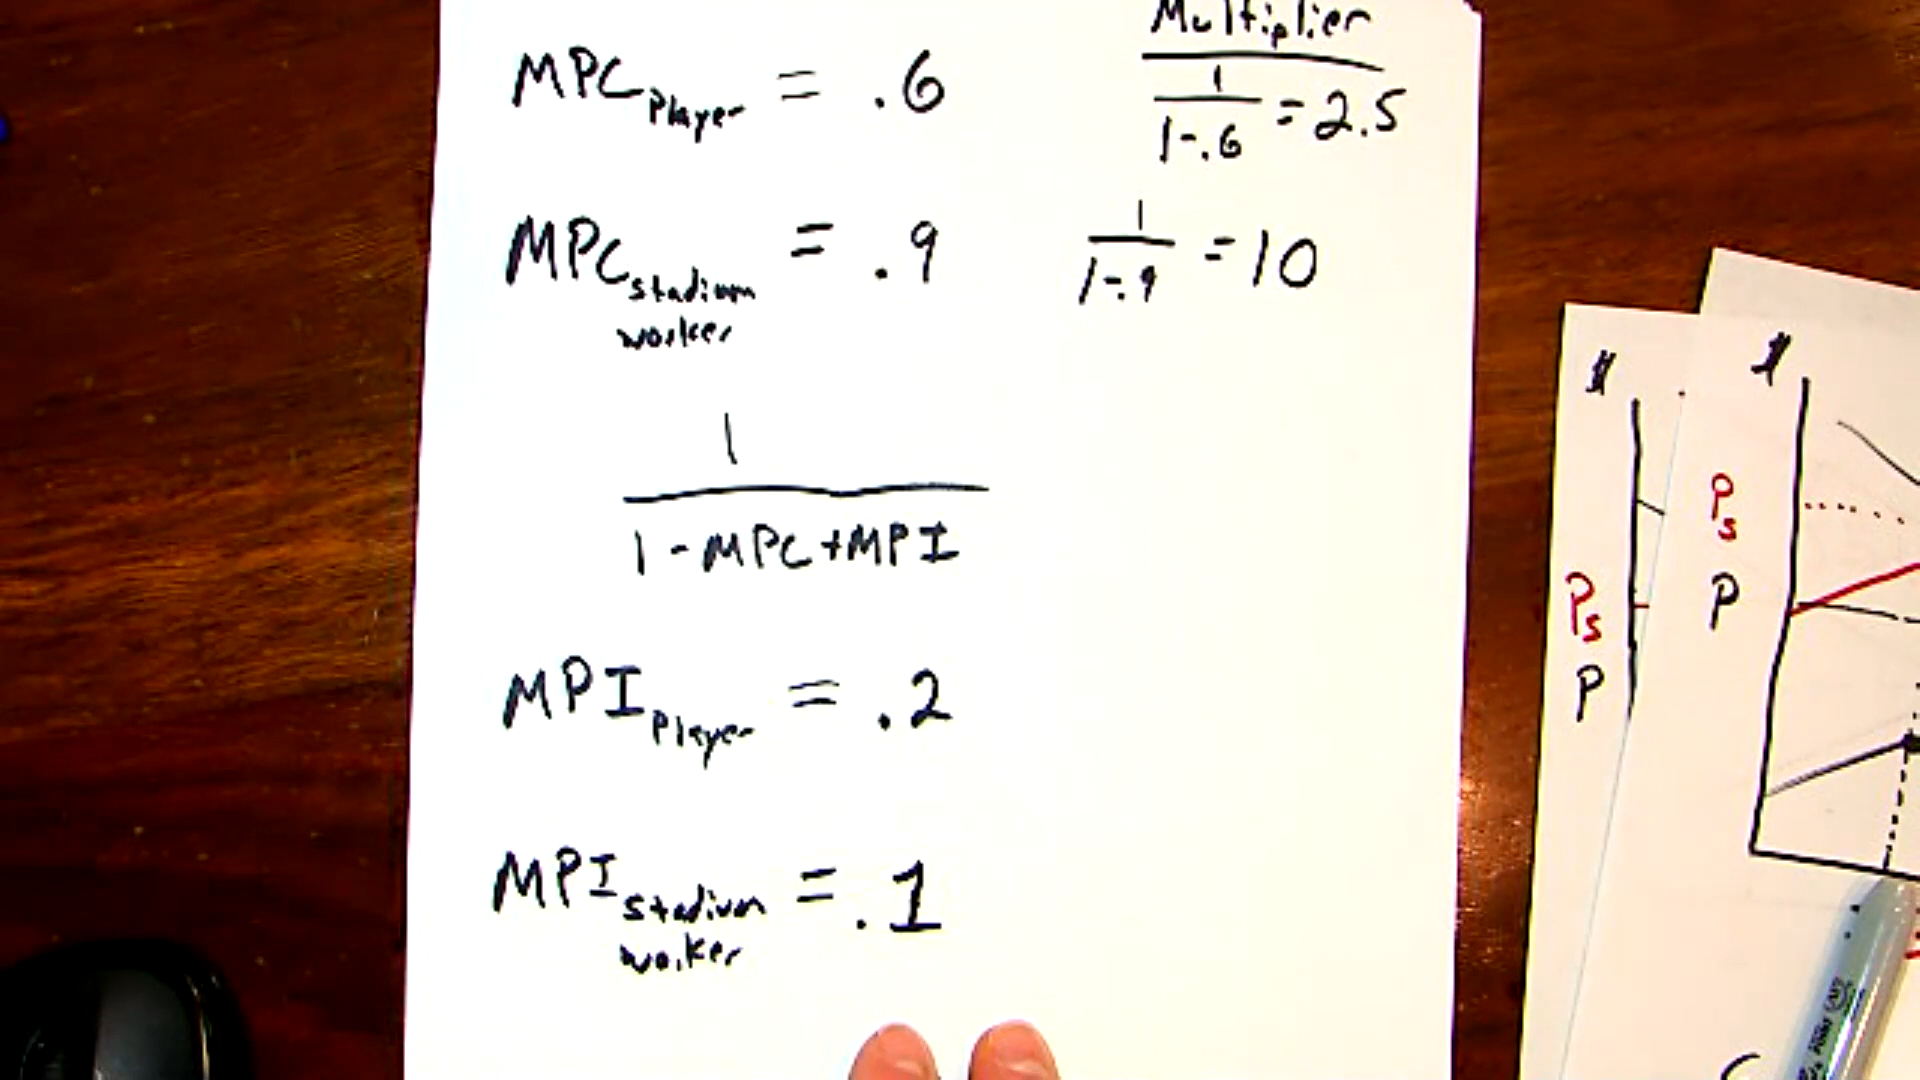 Multiplier
MPC Player = .6
1
1-.6 = 2.5
MPC stadium worker = .9
1
1-.9 = 10
1
1 - MPC + MPI
MPI Player = .2
MPI stadium worker = .1
$
Ps
P
$
Ps
P